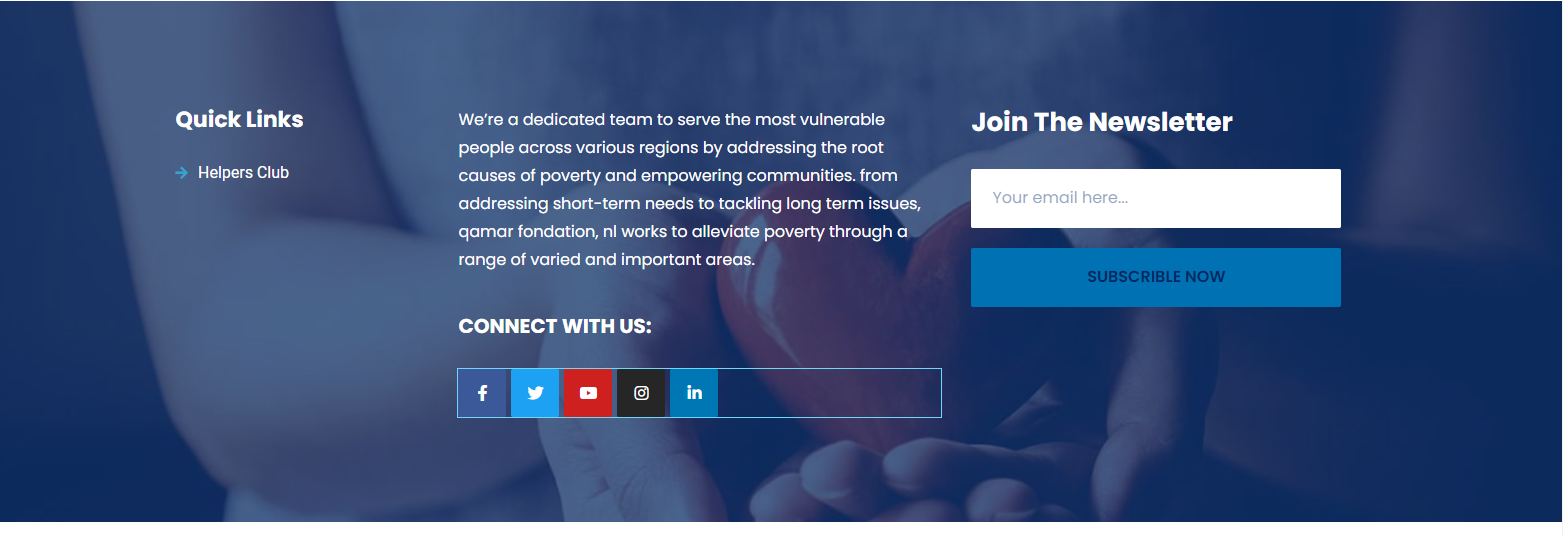 Quick Links
Helpers Club
We’re a dedicated team to serve the most vulnerable
people across various regions by addressing the root
causes of poverty and empowering communities. from
addressing short-term needs to tackling long term issues,
qamar fondation, nl works to alleviate poverty through a
range of varied and important areas.
CONNECT WITH US:
Join The Newsletter
Your email here...
SUBSCRIBLE NOW